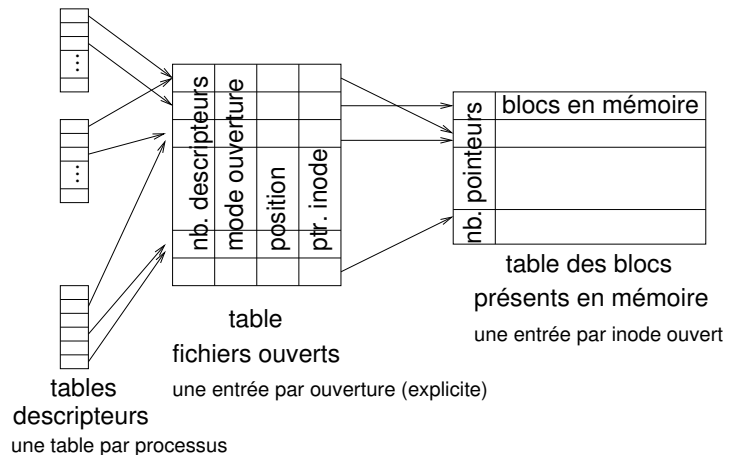 nb. descripteurs
mode ouverture
position
ptr. inode
nb. pointeurs
blocs en mémoire
table des blocs
présents en mémoire
une entrée par inode ouvert
table
fichiers ouverts
une entrée par ouverture (explicite)
tables
descripteurs
une table par processus